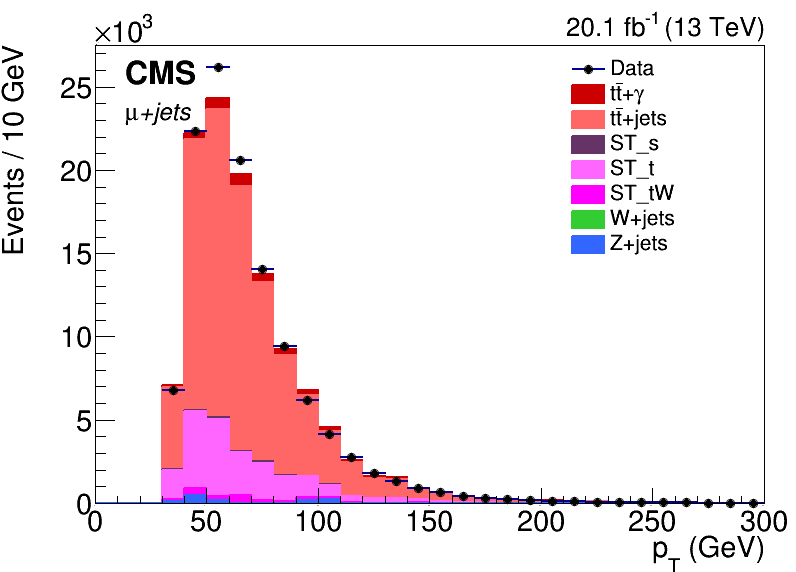 ×10³
20.1 fb⁻¹ (13 TeV)
Events / 10 GeV
CMS
μ+jets
Data
tt̄+γ
tt̄+jets
ST_s
ST_t
ST_tW
W+jets
Z+jets
25
20
15
10
5
0
0 50 100 150 200 250 300
p_T (GeV)